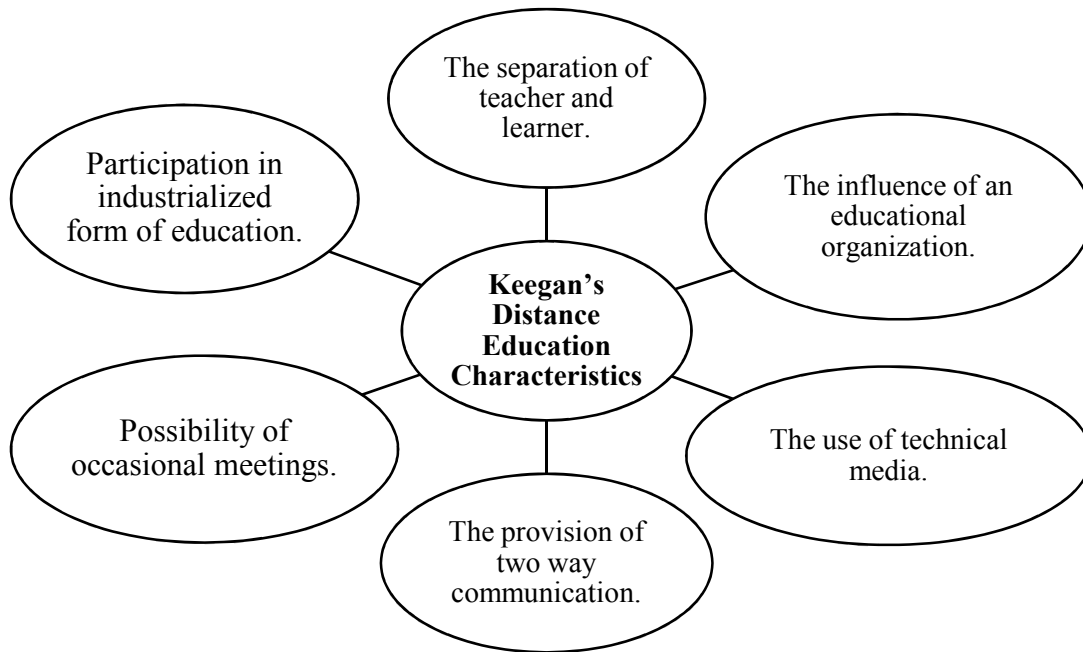 The separation of
teacher and
learner.
Participation in
industrialized
form of education.
The influence of an
educational
organization.
Keegan’s
Distance
Education
Characteristics
Possibility of
occasional meetings.
The use of technical
media.
The provision of
two way
communication.